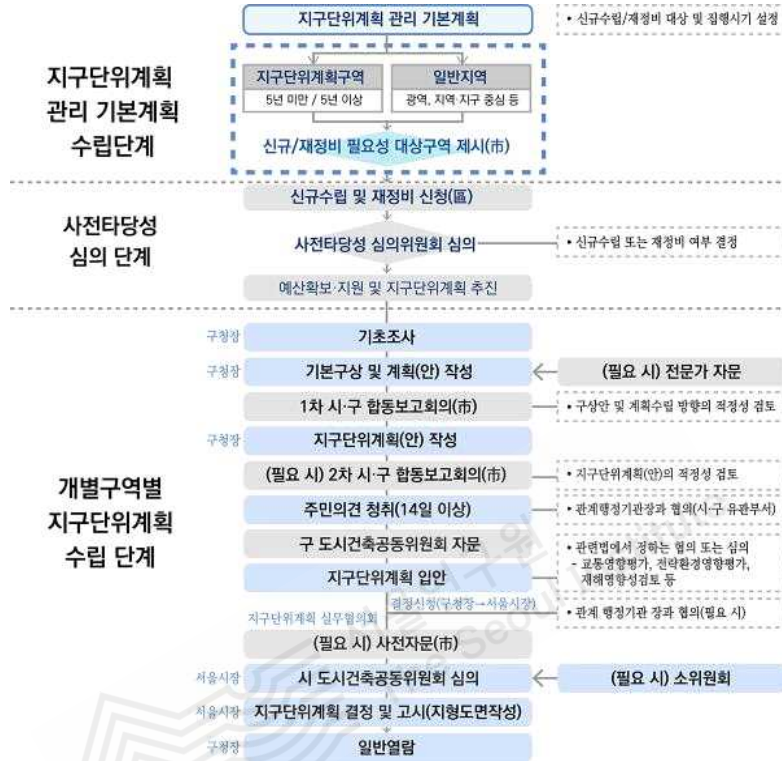 지구단위계획 관리 기본계획
• 신규수립/재정비 대상 및 집행시기 설정
지구단위계획
관리 기본계획
수립단계
지구단위계획구역
5년 미만 / 5년 이상
일반지역
광역, 지역·지구 중심 등
신규/재정비 필요성 대상구역 제시(市)
사전타당성
심의 단계
신규수립 및 재정비 신청(區)
사전타당성 심의위원회 심의
• 신규수립 또는 재정비 여부 결정
예산확보·지원 및 지구단위계획 추진
개별구역별
지구단위계획
수립 단계
구청장
기초조사
구청장
기본구상 및 계획(안) 작성
(필요 시) 전문가 자문
1차 시·구 합동보고회의(市)
• 구상안 및 계획수립 방향의 적정성 검토
구청장
지구단위계획(안) 작성
(필요 시) 2차 시·구 합동보고회의(市)
• 지구단위계획(안)의 적정성 검토
주민의견 청취(14일 이상)
• 관계행정기관장과 협의(시·구 유관부서)
구 도시건축공동위원회 자문
• 관련법에서 정하는 협의 또는 심의
- 교통영향평가, 전략환경영향평가,
재해영향성검토 등
지구단위계획 입안
결정신청(구청장→서울시장)
지구단위계획 실무협의회
• 관계 행정기관 장과 협의(필요 시)
(필요 시) 사전자문(市)
서울시장
시 도시건축공동위원회 심의
(필요 시) 소위원회
서울시장
지구단위계획 결정 및 고시(지형도면작성)
구청장
일반열람
서울연구원
The Seoul Institute